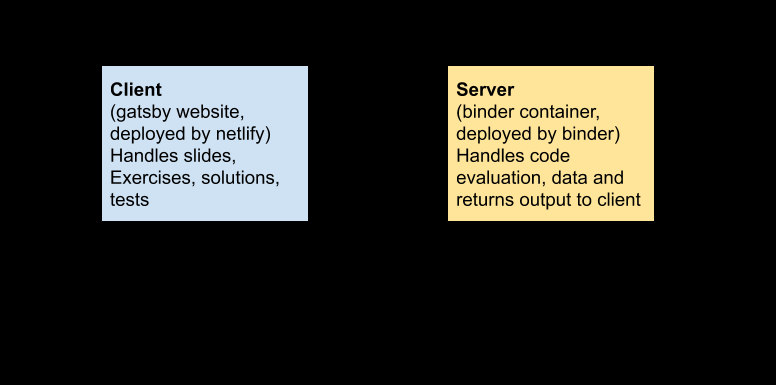 Client
(gatsby website,
deployed by netlify)
Handles slides,
Exercises, solutions,
tests
Server
(binder container,
deployed by binder)
Handles code
evaluation, data and
returns output to client